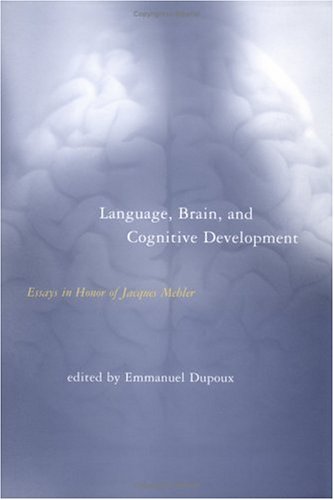 Language, Brain, and
Cognitive Development
Essays in Honor of Jacques Mehler
edited by Emmanuel Dupoux